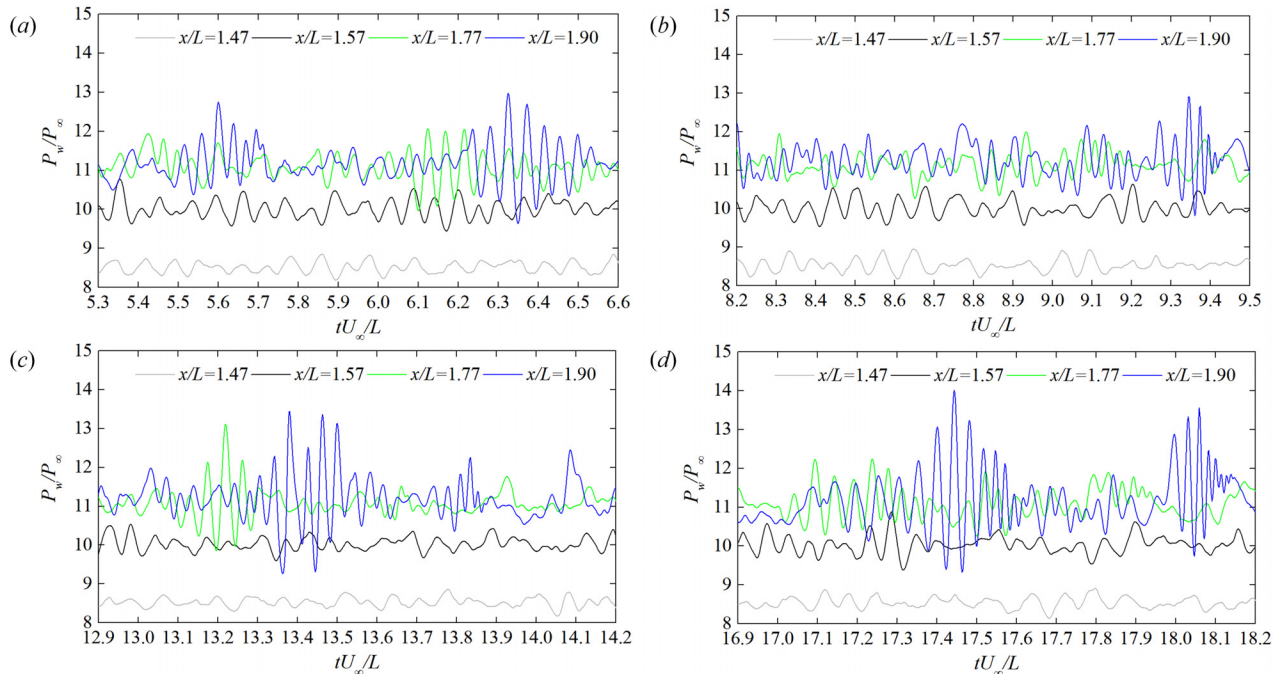 (a)
x/L=1.47 x/L=1.57 x/L=1.77 x/L=1.90
15
14
13
12
11
10
9
8
P_w/P_∞
5.3 5.4 5.5 5.6 5.7 5.8 5.9 6.0 6.1 6.2 6.3 6.4 6.5 6.6
tU_∞/L
(b)
x/L=1.47 x/L=1.57 x/L=1.77 x/L=1.90
15
14
13
12
11
10
9
8
P_w/P_∞
8.2 8.3 8.4 8.5 8.6 8.7 8.8 8.9 9.0 9.1 9.2 9.3 9.4 9.5
tU_∞/L
(c)
x/L=1.47 x/L=1.57 x/L=1.77 x/L=1.90
15
14
13
12
11
10
9
8
P_w/P_∞
12.9 13.0 13.1 13.2 13.3 13.4 13.5 13.6 13.7 13.8 13.9 14.0 14.1 14.2
tU_∞/L
(d)
x/L=1.47 x/L=1.57 x/L=1.77 x/L=1.90
15
14
13
12
11
10
9
8
P_w/P_∞
16.9 17.0 17.1 17.2 17.3 17.4 17.5 17.6 17.7 17.8 17.9 18.0 18.1 18.2
tU_∞/L